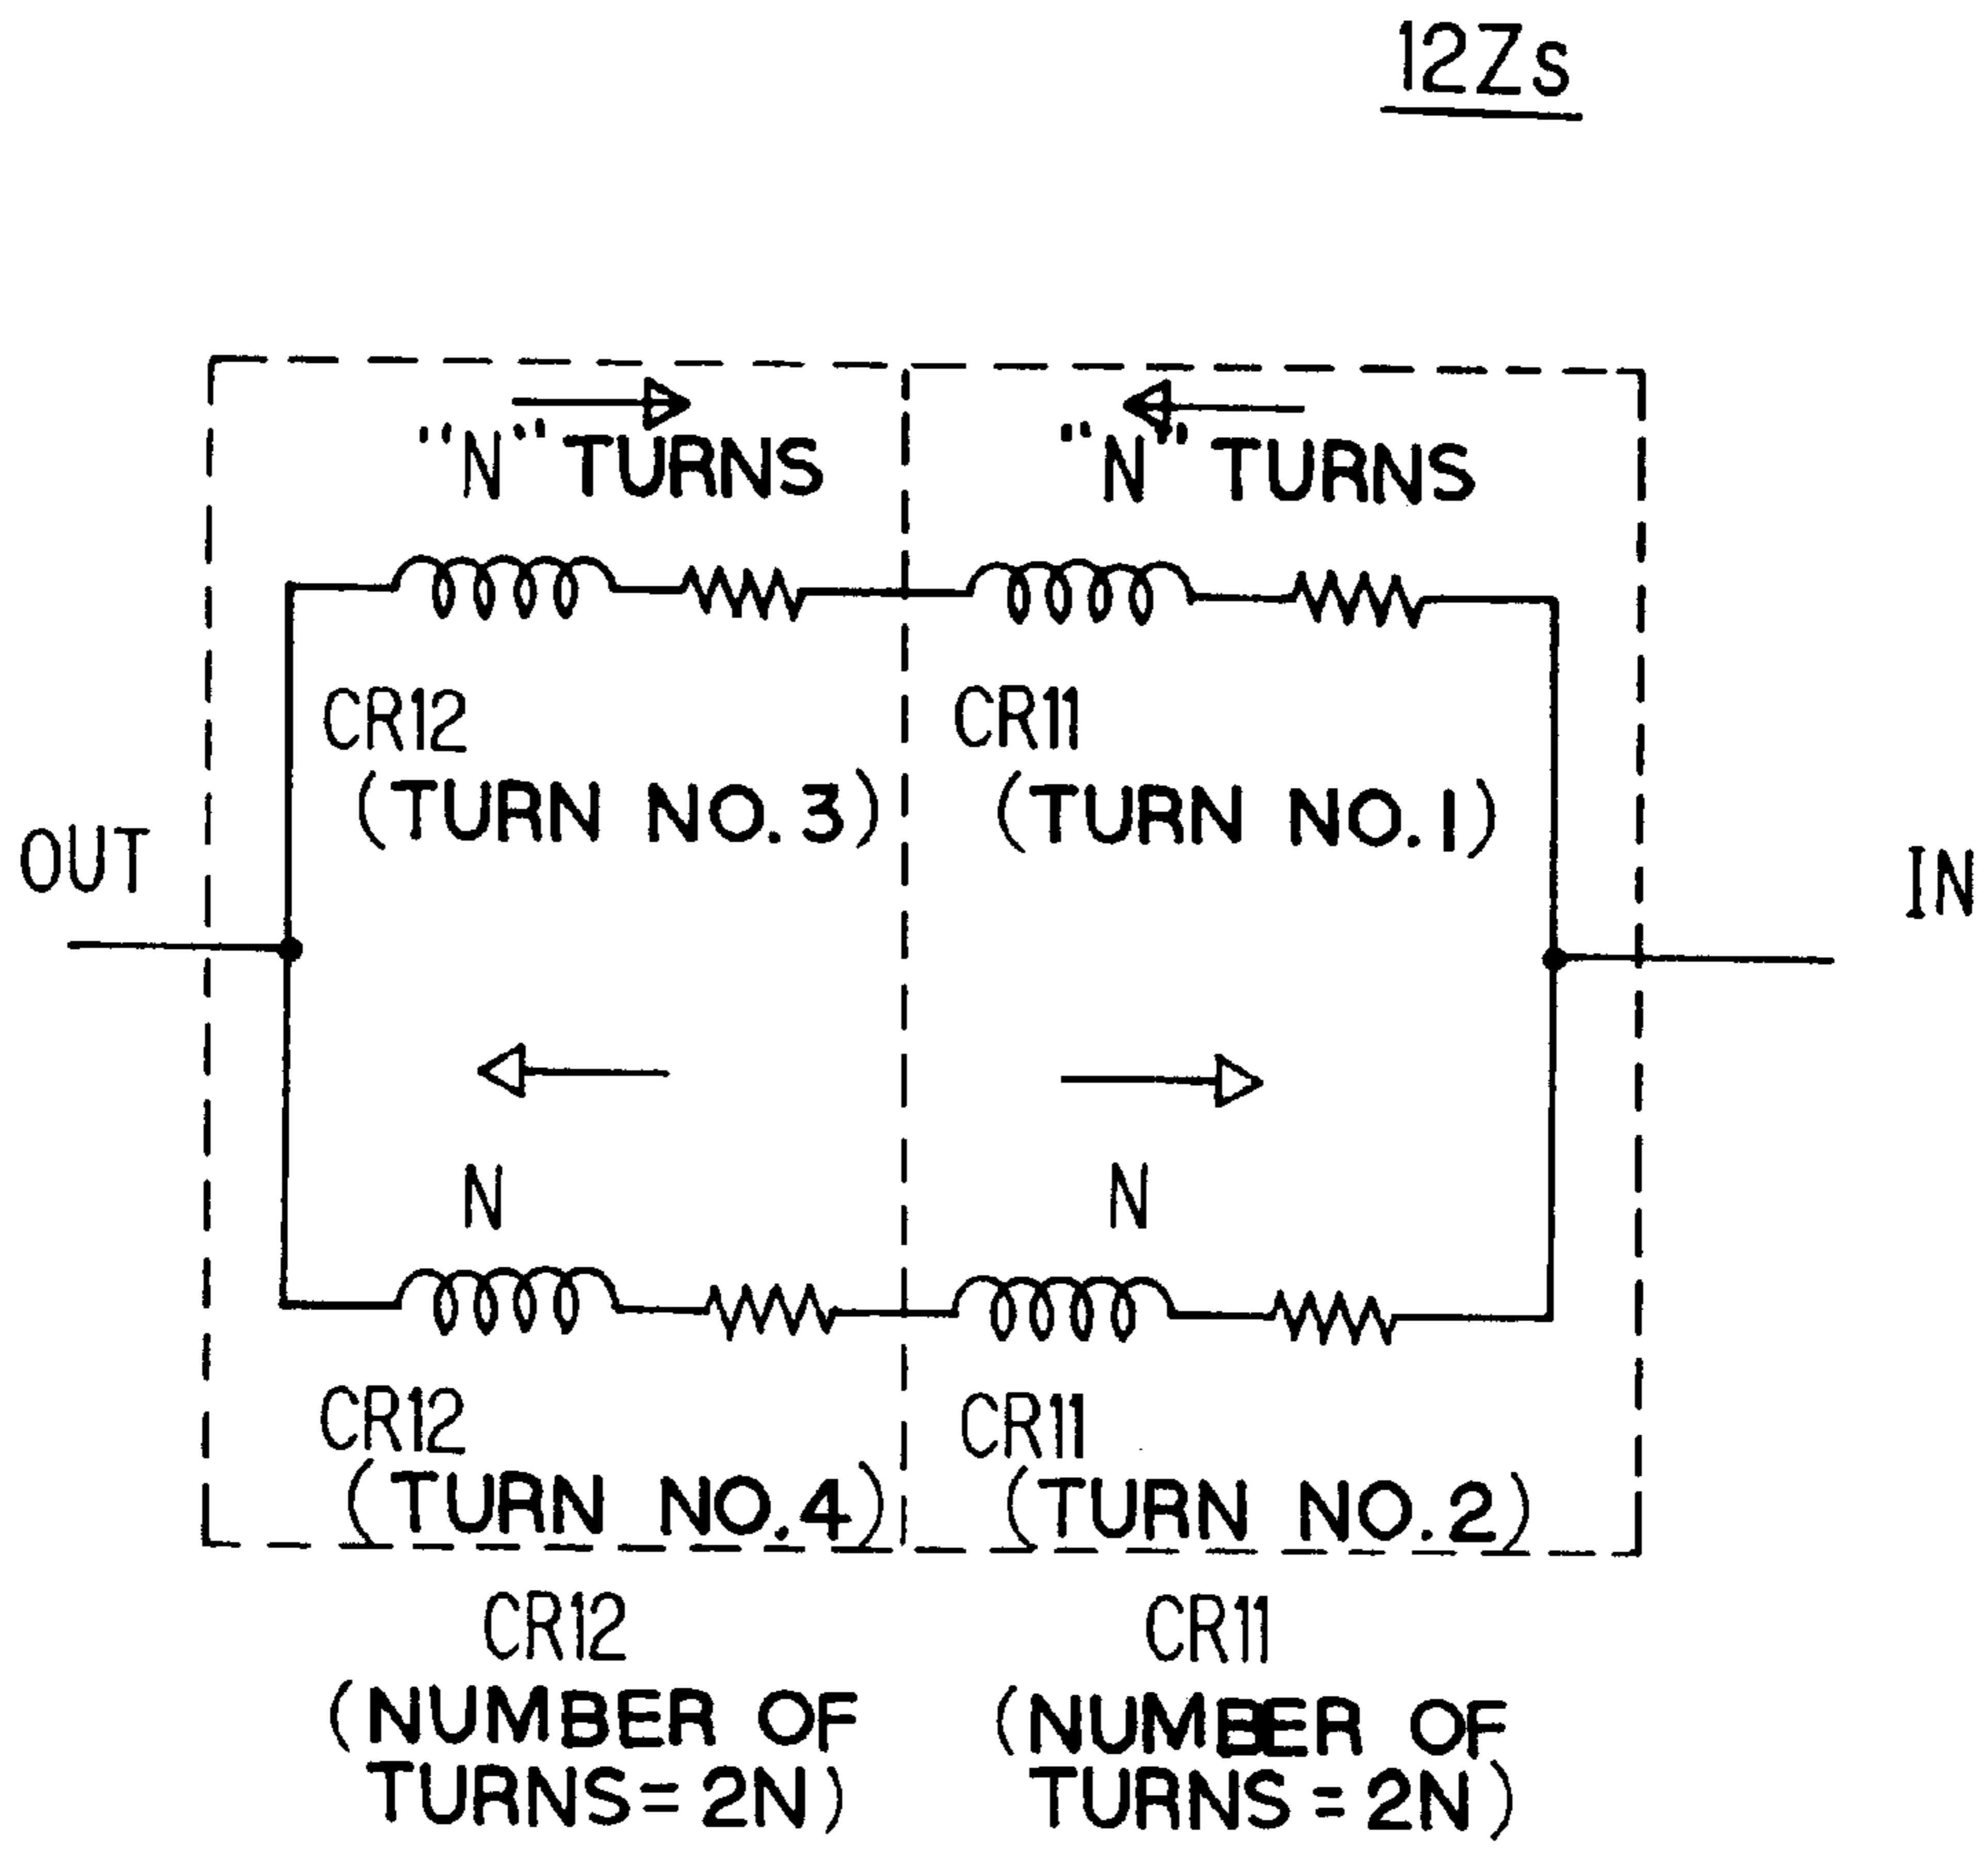 12Zs
"N" TURNS
"N" TURNS
CR12
(TURN NO.3)
CR11
(TURN NO.1)
OUT
IN
N
N
CR12
(TURN NO.4)
CR11
(TURN NO.2)
CR12
(NUMBER OF
TURNS=2N)
CR11
(NUMBER OF
TURNS=2N)